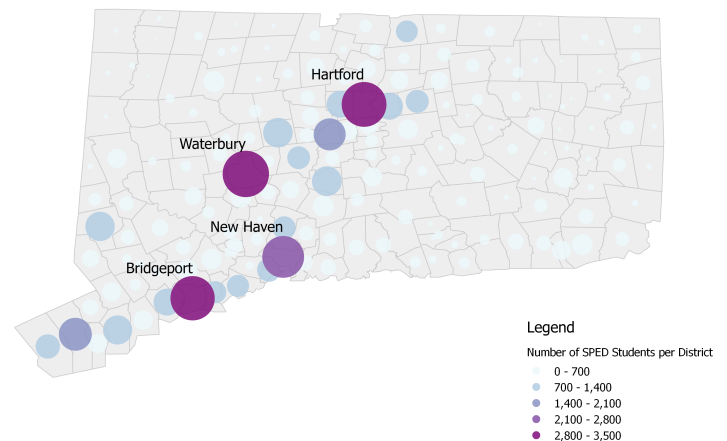 Hartford
Waterbury
New Haven
Bridgeport
Legend
Number of SPED Students per District
0 - 700
700 - 1,400
1,400 - 2,100
2,100 - 2,800
2,800 - 3,500